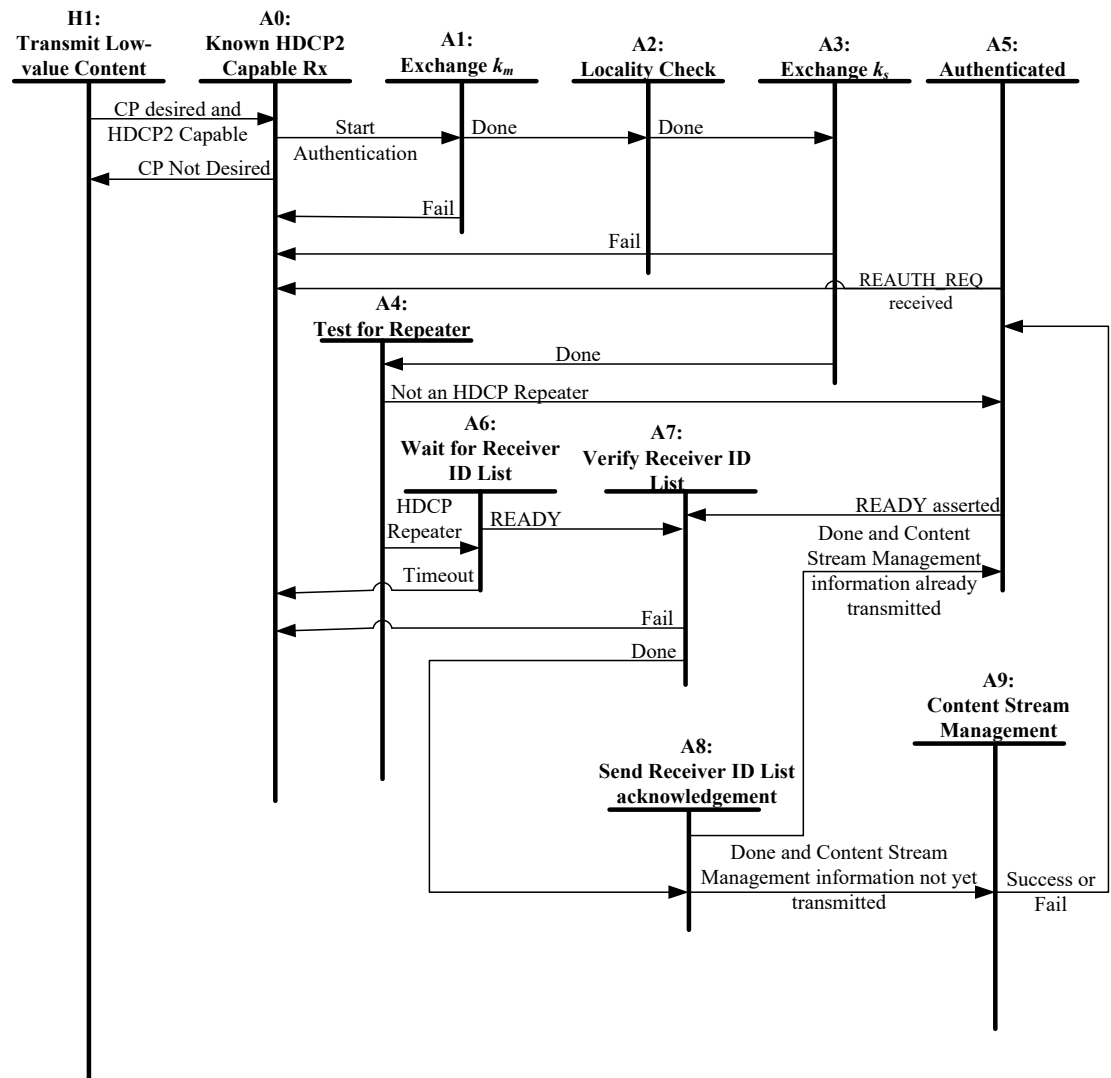 H1:
Transmit Low-
value Content
A0:
Known HDCP2
Capable Rx
A1:
Exchange km
A2:
Locality Check
A3:
Exchange ks
A5:
Authenticated
CP desired and
HDCP2 Capable
Start
Authentication
Done
Done
CP Not Desired
Fail
Fail
REAUTH_REQ
received
A4:
Test for Repeater
Done
Not an HDCP Repeater
A6:
Wait for Receiver
ID List
A7:
Verify Receiver ID
List
HDCP
Repeater
READY
READY asserted
Done and Content
Stream Management
information already
transmitted
Timeout
Fail
Done
A9:
Content Stream
Management
A8:
Send Receiver ID List
acknowledgement
Done and Content Stream
Management information not yet
transmitted
Success or
Fail